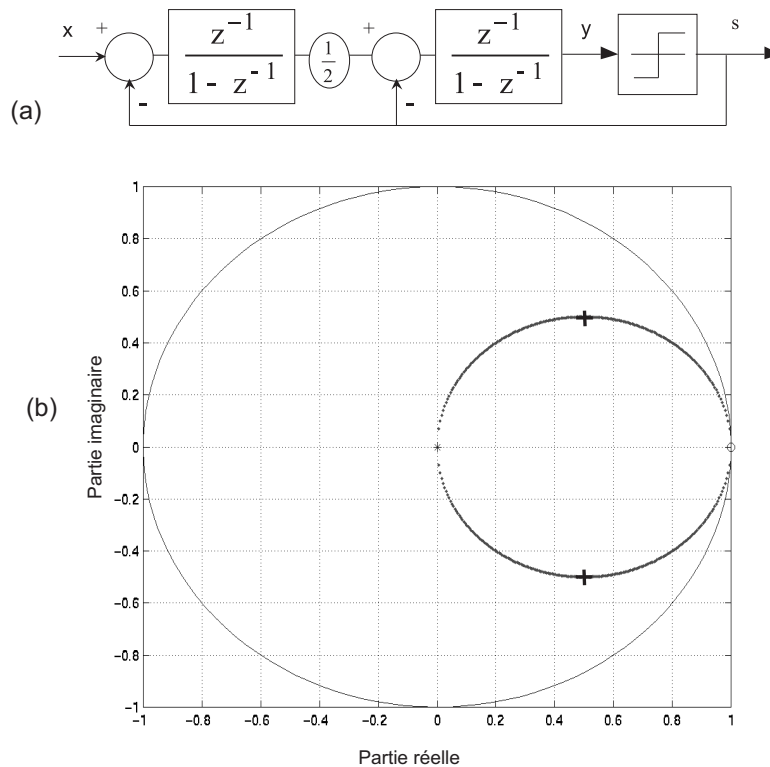 x + z⁻¹ + z⁻¹ y s
1 - z⁻¹ 1/2 1 - z⁻¹
- -
(a)
1
0.8
0.6
0.4
0.2
0
-0.2
-0.4
-0.6
-0.8
-1
Partie imaginaire
(b)
-1 -0.8 -0.6 -0.4 -0.2 0 0.2 0.4 0.6 0.8 1
Partie réelle